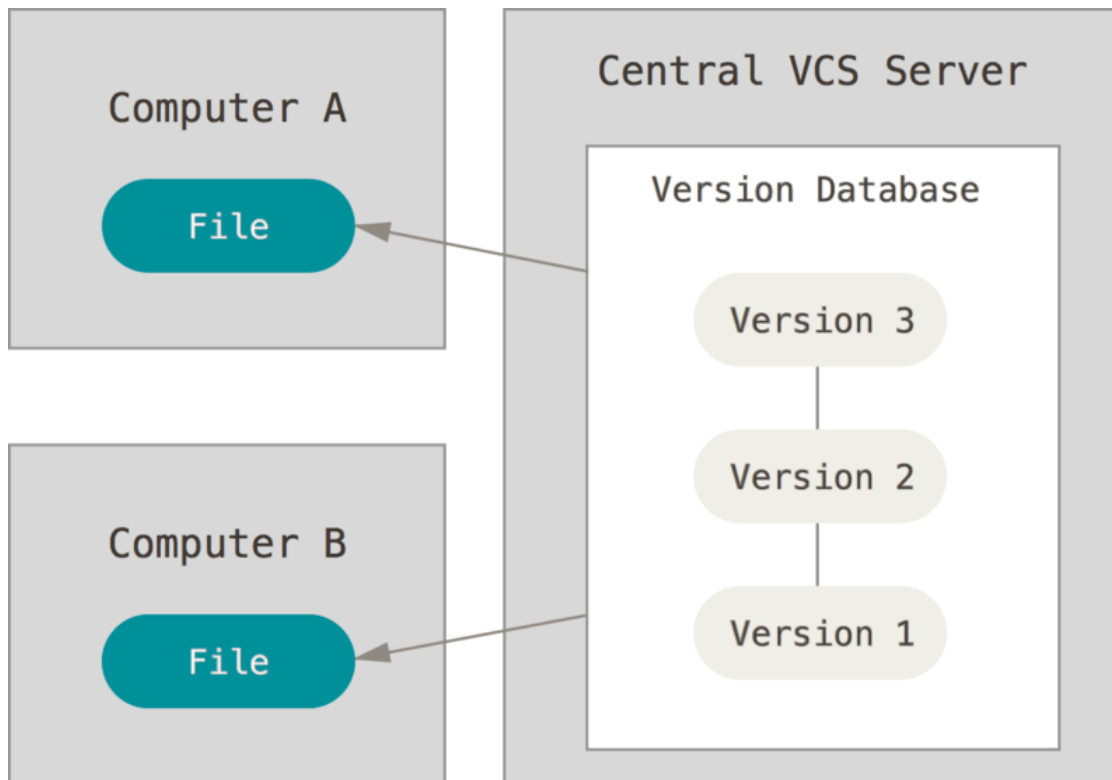 Computer A
File
Computer B
File
Central VCS Server
Version Database
Version 3
Version 2
Version 1